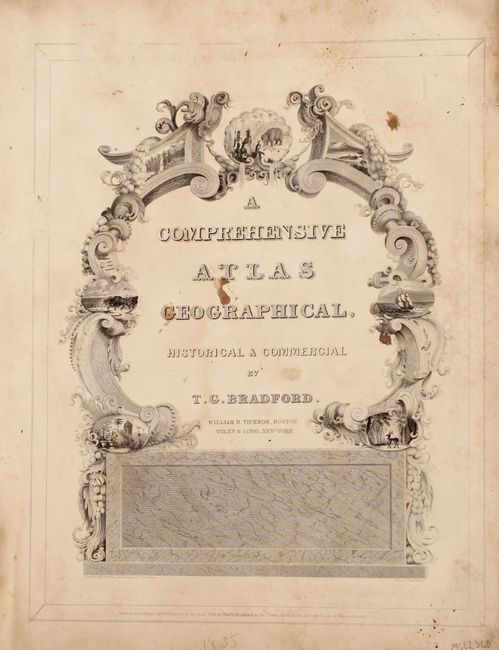 A
COMPREHENSIVE
ATLAS
GEOGRAPHICAL,
HISTORICAL & COMMERCIAL
BY
T. G. BRADFORD.
WILLIAM D. TICKNOR, BOSTON
WILEY & LONG, NEW-YORK
1835